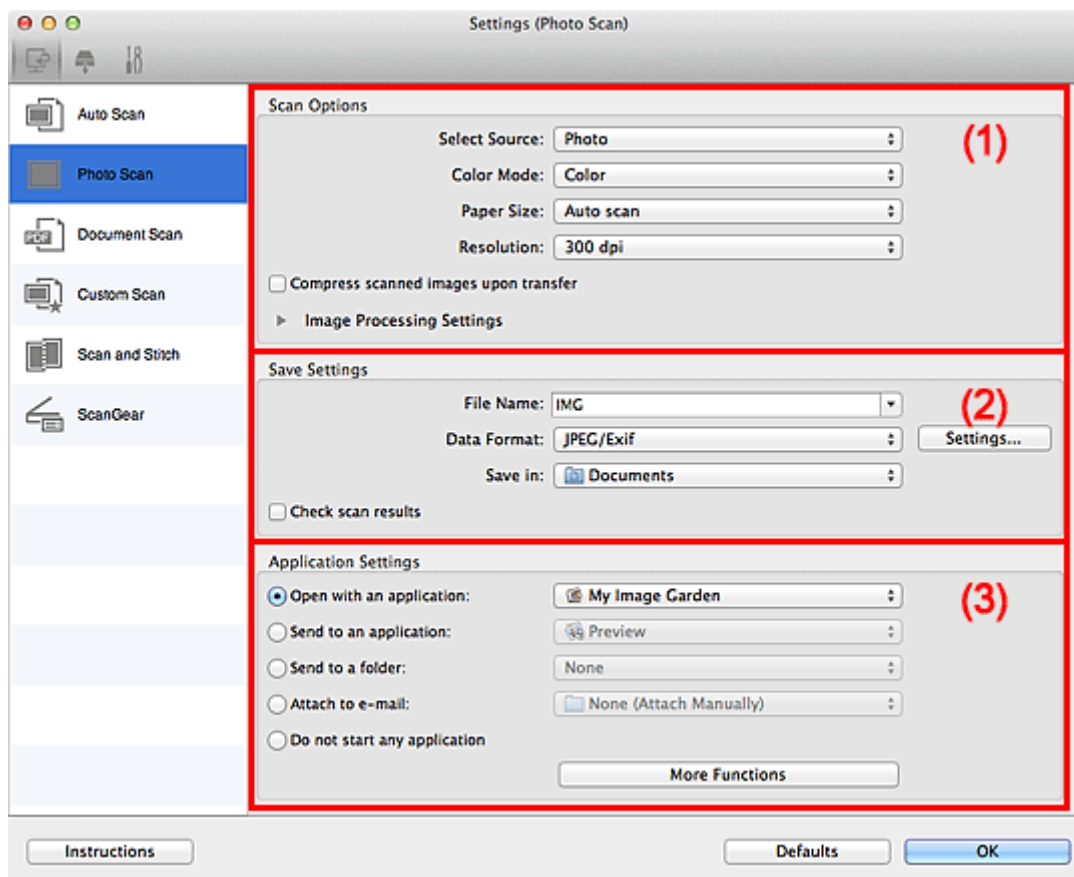 Settings (Photo Scan)
Auto Scan
Photo Scan
PDF
Document Scan
Custom Scan
Scan and Stitch
ScanGear
Scan Options
(1)
Select Source: Photo
Color Mode: Color
Paper Size: Auto scan
Resolution: 300 dpi
Compress scanned images upon transfer
Image Processing Settings
Save Settings
(2)
File Name: IMG
Data Format: JPEG/Exif Settings...
Save in: Documents
Check scan results
Application Settings
(3)
Open with an application: My Image Garden
Send to an application: Preview
Send to a folder: None
Attach to e-mail: None (Attach Manually)
Do not start any application
More Functions
Instructions Defaults OK